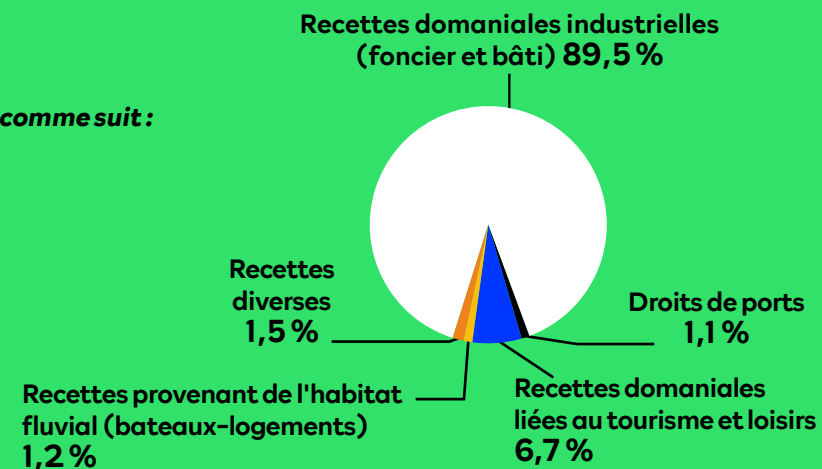 Recettes domaniales industrielles
(foncier et bâti) 89,5 %
comme suit :
Recettes
diverses
1,5 %
Droits de ports
1,1 %
Recettes provenant de l'habitat
fluvial (bateaux-logements)
1,2 %
Recettes domaniales
liées au tourisme et loisirs
6,7 %